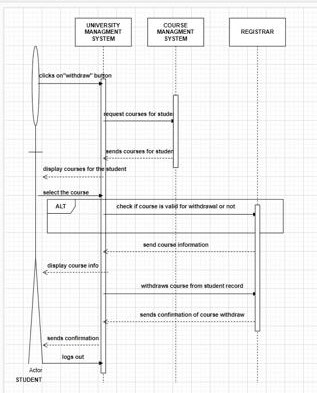 UNIVERSITY
MANAGMENT
SYSTEM
COURSE
MANAGMENT
SYSTEM
REGISTRAR
clicks on"withdraw" button
request courses for stude
sends courses for studen
display courses for the student
select the course
ALT
check if course is valid for withdrawal or not
send course information
display course info
withdraws course from student record
sends confirmation of course withdraw
sends confirmation
logs out
Actor
STUDENT